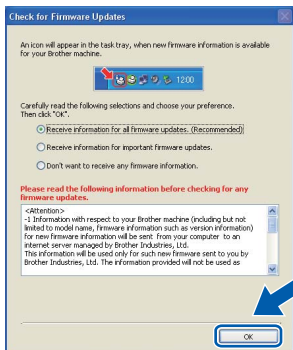 Check for Firmware Updates
An icon will appear in the task tray, when new firmware information is available
for your Brother machine.
12:00
Carefully read the following selections and choose your preference.
Then click "OK".
Receive information for all firmware updates. (Recommended)
Receive information for important firmware updates.
Don't want to receive any firmware information.
Please read the following information before checking for any
firmware updates.
<Attention>
-1 Information with respect to your Brother machine (including but not
limited to model name, firmware information such as version information)
for new firmware information will be sent from your computer to an
internet server managed by Brother Industries, Ltd.
This information will be used only for such new firmware sent to you by
Brother Industries, Ltd. The information provided will not be used as
OK